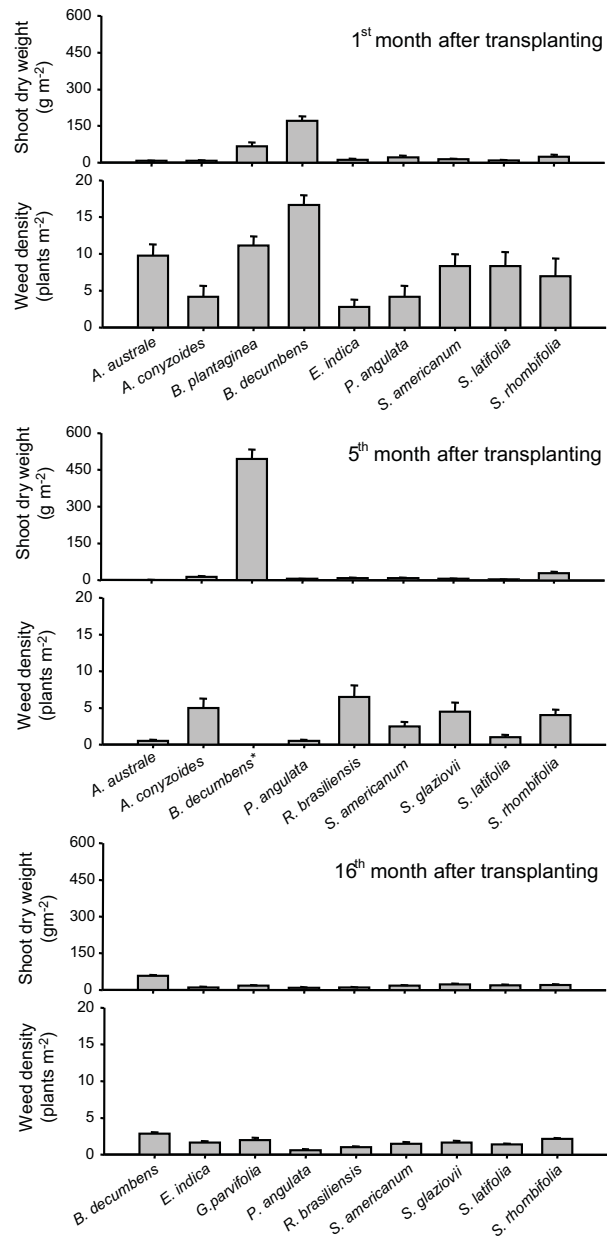 600
450
300
150
0
Shoot dry weight
(g m-2)
1st month after transplanting
20
15
10
5
0
Weed density
(plants m-2)
A. australe
A. conyzoides
B. plantaginea
B. decumbens
E. indica
P. angulata
S. americanum
S. latifolia
S. rhombifolia
600
450
300
150
0
Shoot dry weight
(g m-2)
5th month after transplanting
20
15
10
5
0
Weed density
(plants m-2)
A. australe
A. conyzoides
B. decumbens*
P. angulata
R. brasiliensis
S. americanum
S. glaziovii
S. latifolia
S. rhombifolia
600
450
300
150
0
Shoot dry weight
(gm-2)
16th month after transplanting
20
15
10
5
0
Weed density
(plants m-2)
B. decumbens
E. indica
G.parvifolia
P. angulata
R. brasiliensis
S. americanum
S. glaziovii
S. latifolia
S. rhombifolia